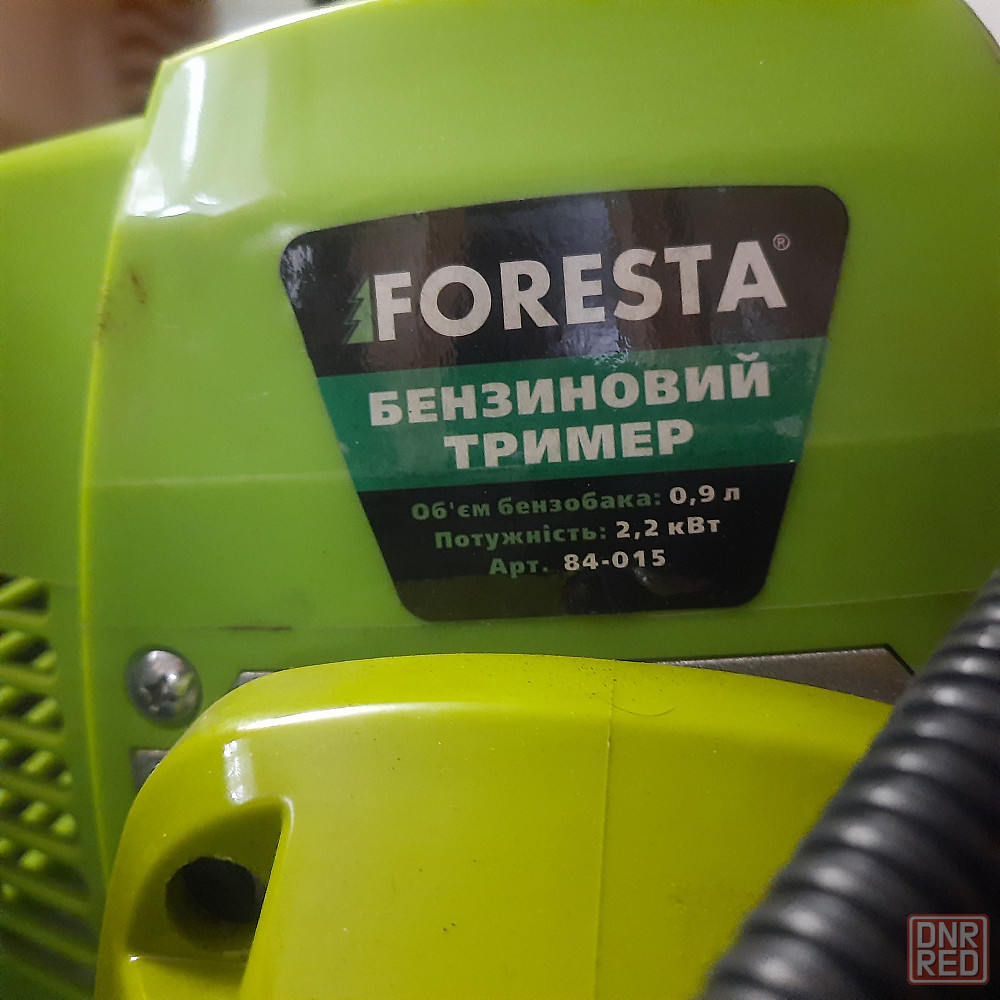 FORESTA®
БЕНЗИНОВИЙ
ТРИМЕР
Об'єм бензобака: 0,9 л
Потужність: 2,2 кВт
Арт. 84-015
DNR
RED